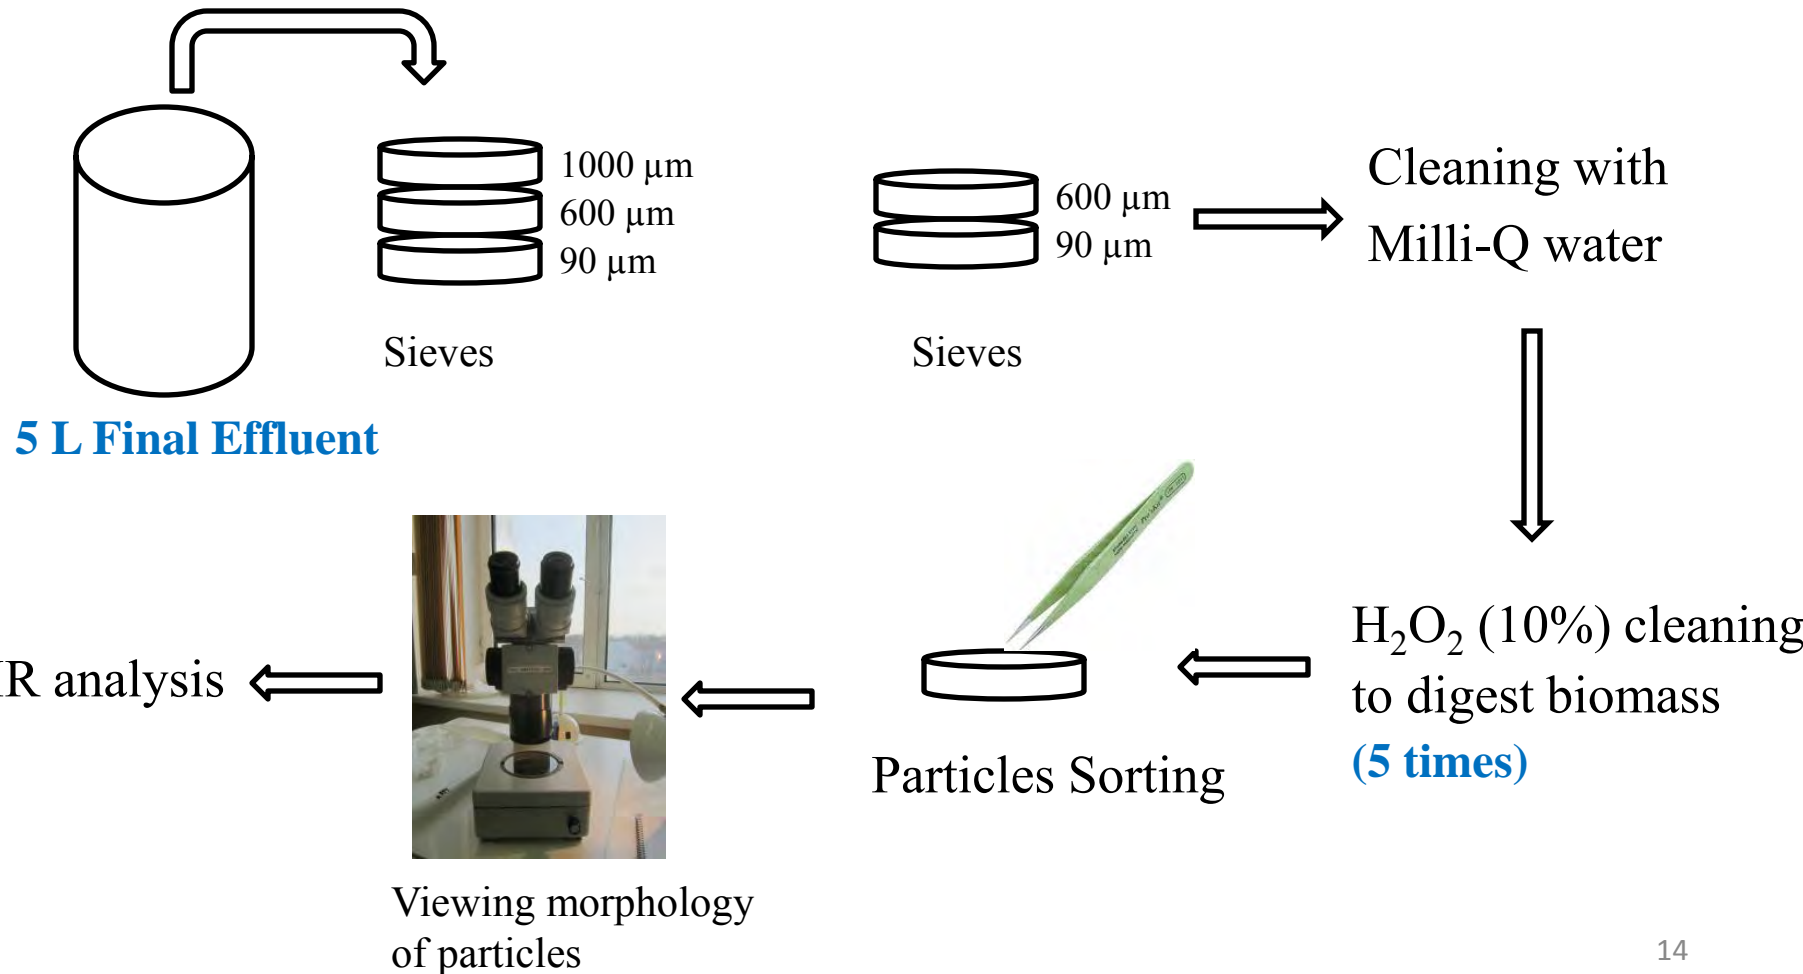 1000 µm
600 µm
90 µm
Sieves
5 L Final Effluent
600 µm
90 µm
Sieves
Cleaning with
Milli-Q water
H₂O₂ (10%) cleaning
to digest biomass
(5 times)
Particles Sorting
Viewing morphology
of particles
IR analysis
14